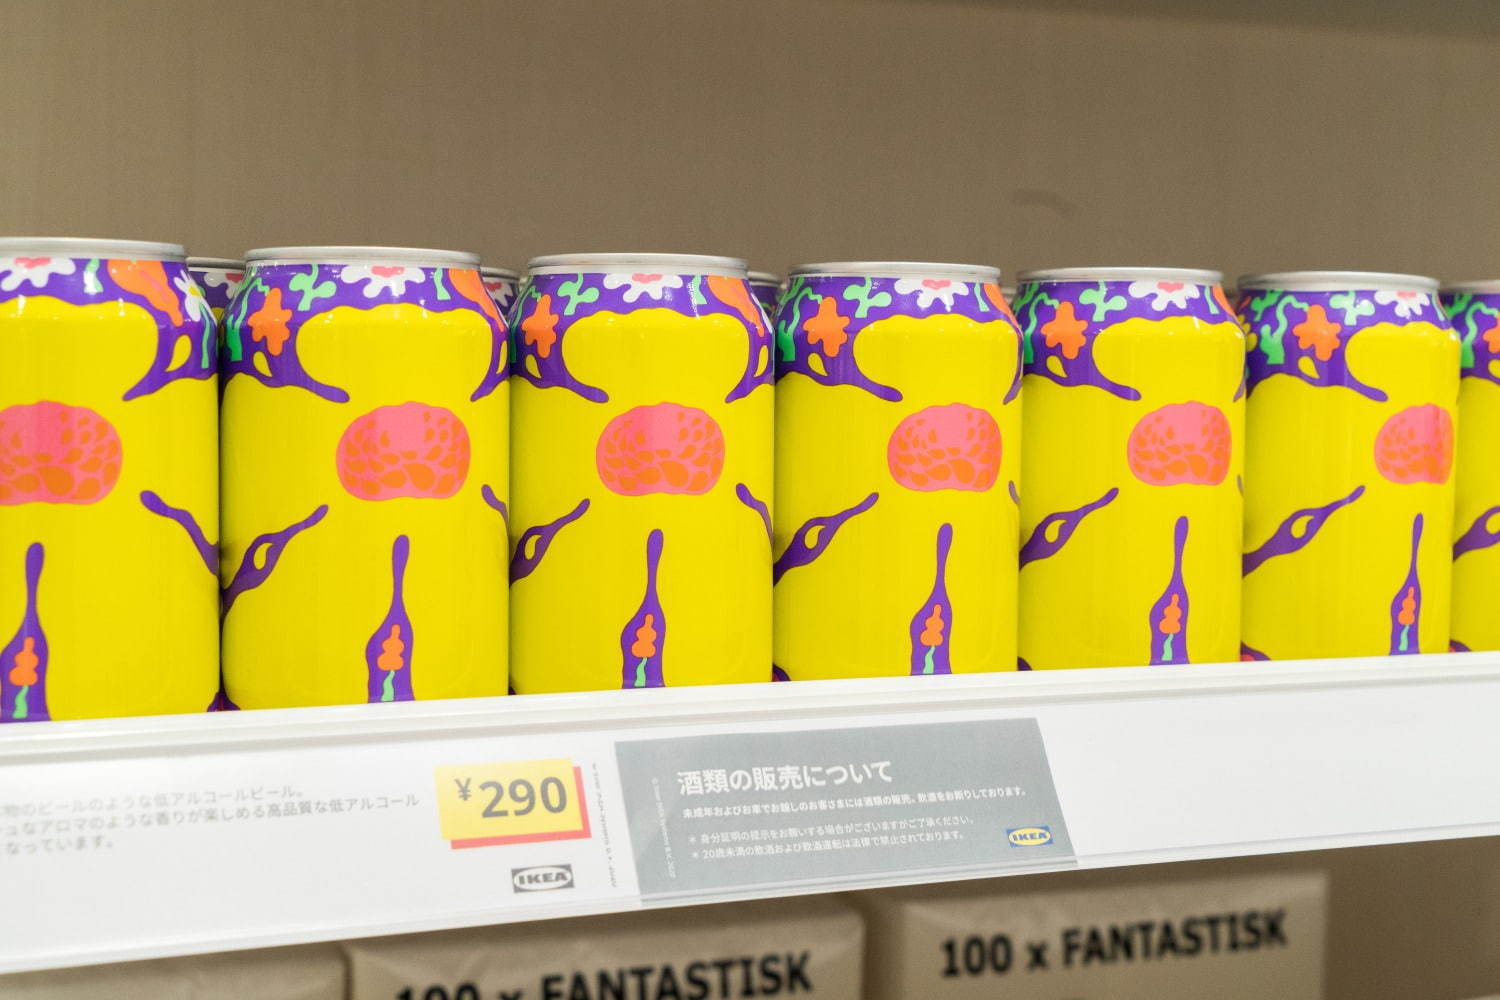 物のビールのような低アルコールビール。
ュなアロマのような香りが楽しめる高品質な低アルコール
なっています。
¥290
IKEA
酒類の販売について
未成年およびお車でお越しのお客さまには酒類の販売、飲酒をお断りしております。
＊身分証明の提示をお願いする場合がございますがご了承ください。
＊20歳未満の飲酒および飲酒運転は法律で禁止されております。
IKEA
100 x FANTASTISK
100 x FANTASTISK